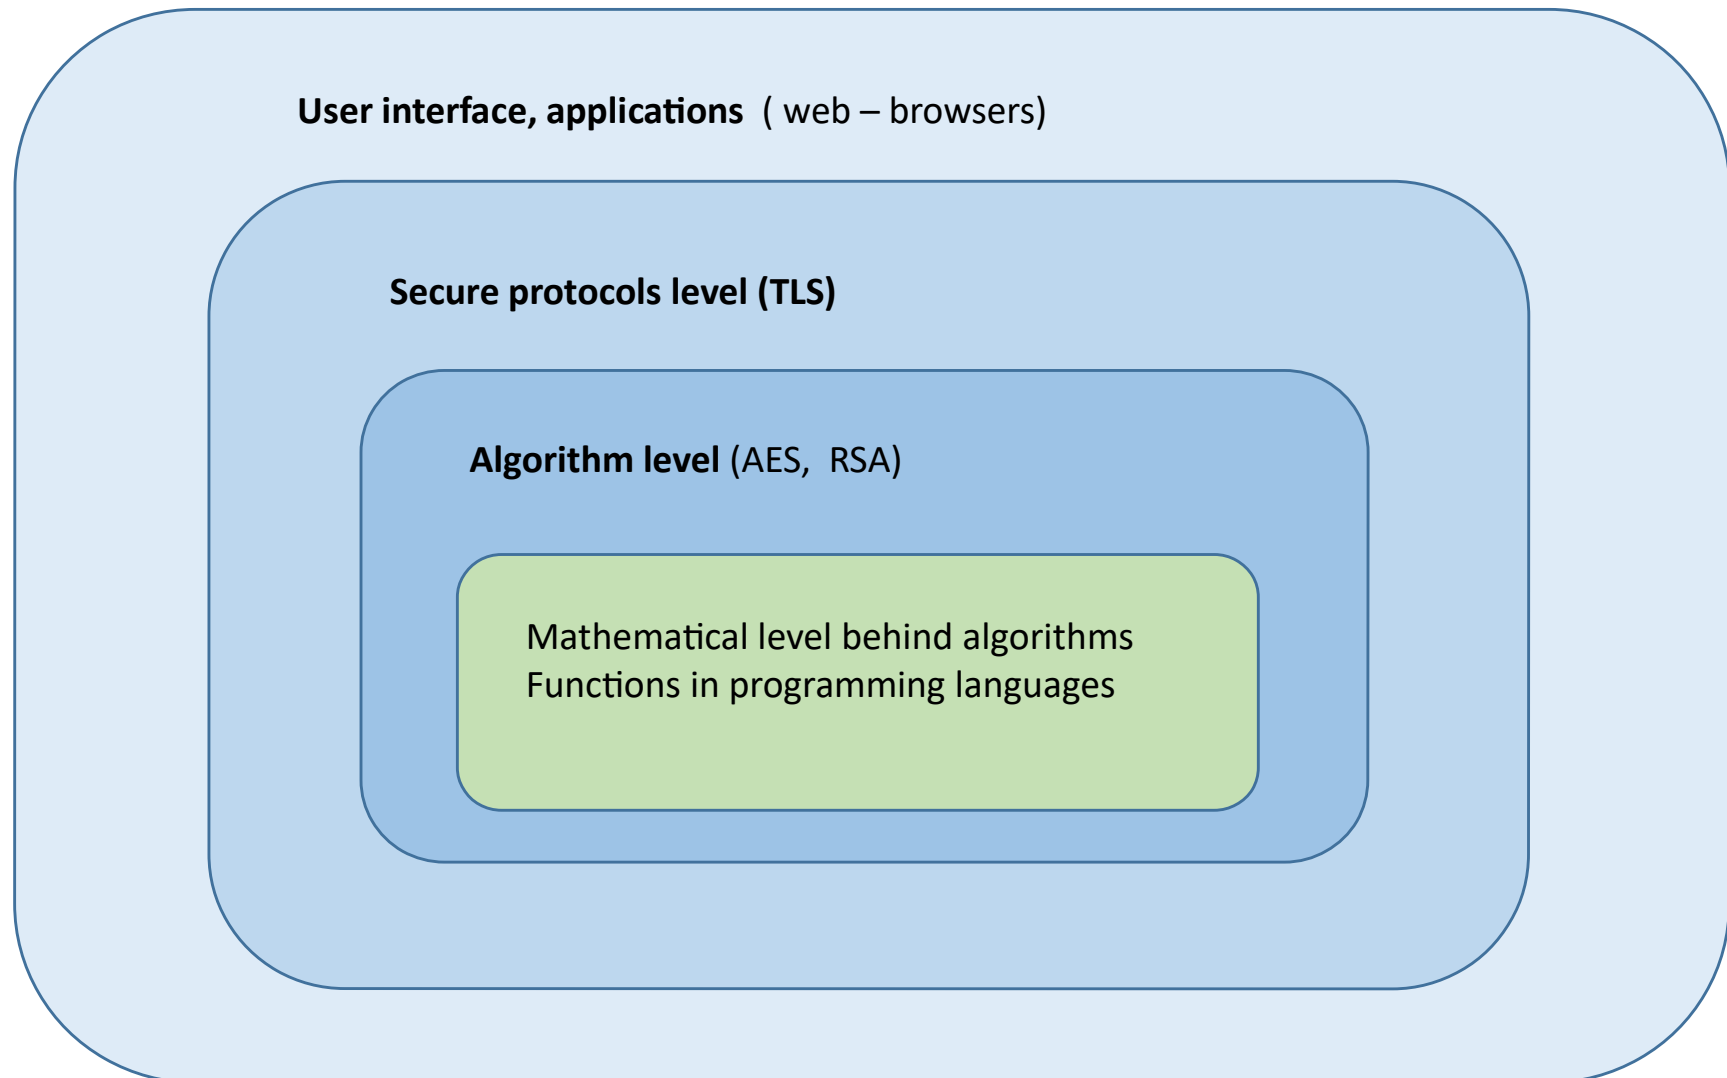 User interface, applications  ( web – browsers)
Secure protocols level (TLS)
Algorithm level (AES,  RSA)
Mathematical level behind algorithms
Functions in programming languages